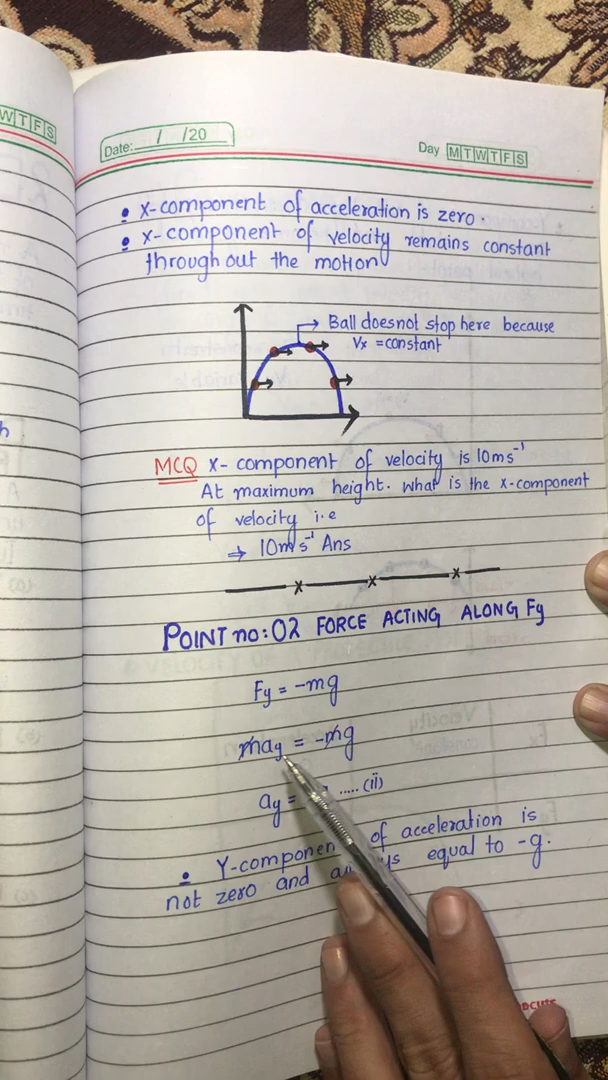 WTFS
Date: / /20
Day MTWTFS
• X-component of acceleration is zero.
• X-component of velocity remains constant
through out the motion
→ Ball doesnot stop here because
Vx = constant
MCQ X- component of velocity is 10ms⁻¹
At maximum height. what is the x-component
of velocity i.e
⇒ 10ms⁻¹ Ans
POINT no:02 FORCE ACTING ALONG Fy
Fy = -mg
may = -mg
ay = ..... (ii)
• Y-componen of acceleration is
not zero and equal to -g.